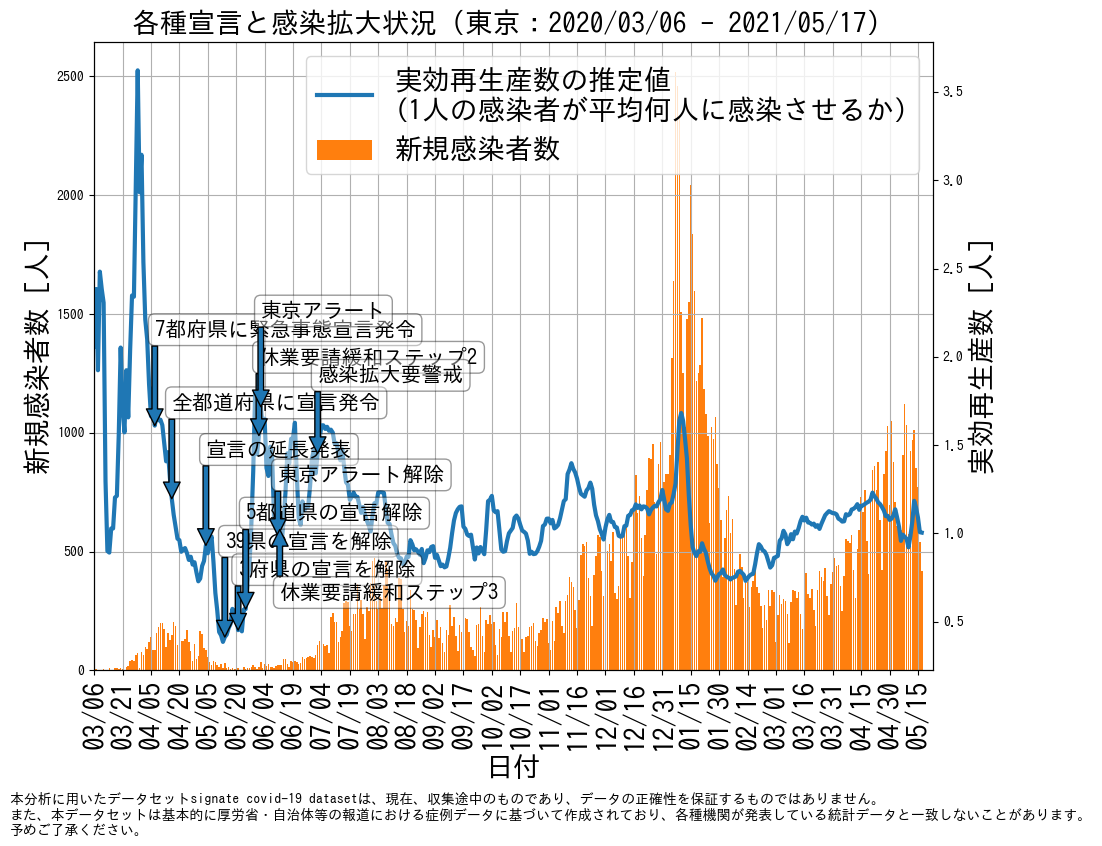 各種宣言と感染拡大状況（東京：2020/03/06 - 2021/05/17）
実効再生産数の推定値
(1人の感染者が平均何人に感染させるか)
新規感染者数
2500
2000
1500
1000
500
0
新規感染者数 [人]
3.5
3.0
2.5
2.0
1.5
1.0
0.5
実効再生産数 [人]
東京アラート
7都府県に緊急事態宣言発令
休業要請緩和ステップ2
感染拡大要警戒
全都道府県に宣言発令
宣言の延長発表
東京アラート解除
5都道県の宣言解除
39県の宣言を解除
3府県の宣言を解除
休業要請緩和ステップ3
03/06
03/21
04/05
04/20
05/05
05/20
06/04
06/19
07/04
07/19
08/03
08/18
09/02
09/17
10/02
10/17
11/01
11/16
12/01
12/16
12/31
01/15
01/30
02/14
03/01
03/16
03/31
04/15
04/30
05/15
日付
本分析に用いたデータセットsignate covid-19 datasetは、現在、収集途中のものであり、データの正確性を保証するものではありません。
また、本データセットは基本的に厚労省・自治体等の報道における症例データに基づいて作成されており、各種機関が発表している統計データと一致しないことがあります。
予めご了承ください。